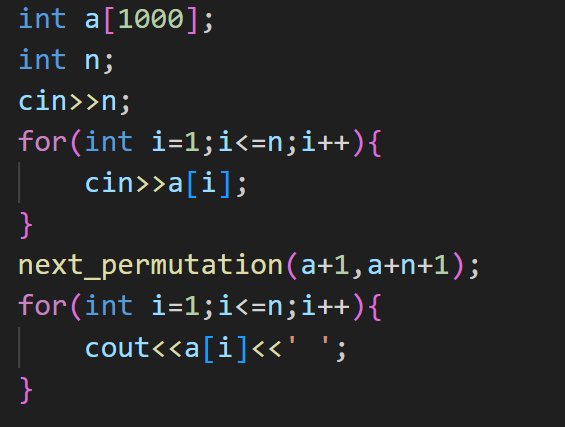 int a[1000];
int n;
cin>>n;
for(int i=1;i<=n;i++){
    cin>>a[i];
}
next_permutation(a+1,a+n+1);
for(int i=1;i<=n;i++){
    cout<<a[i]<<' ';
}